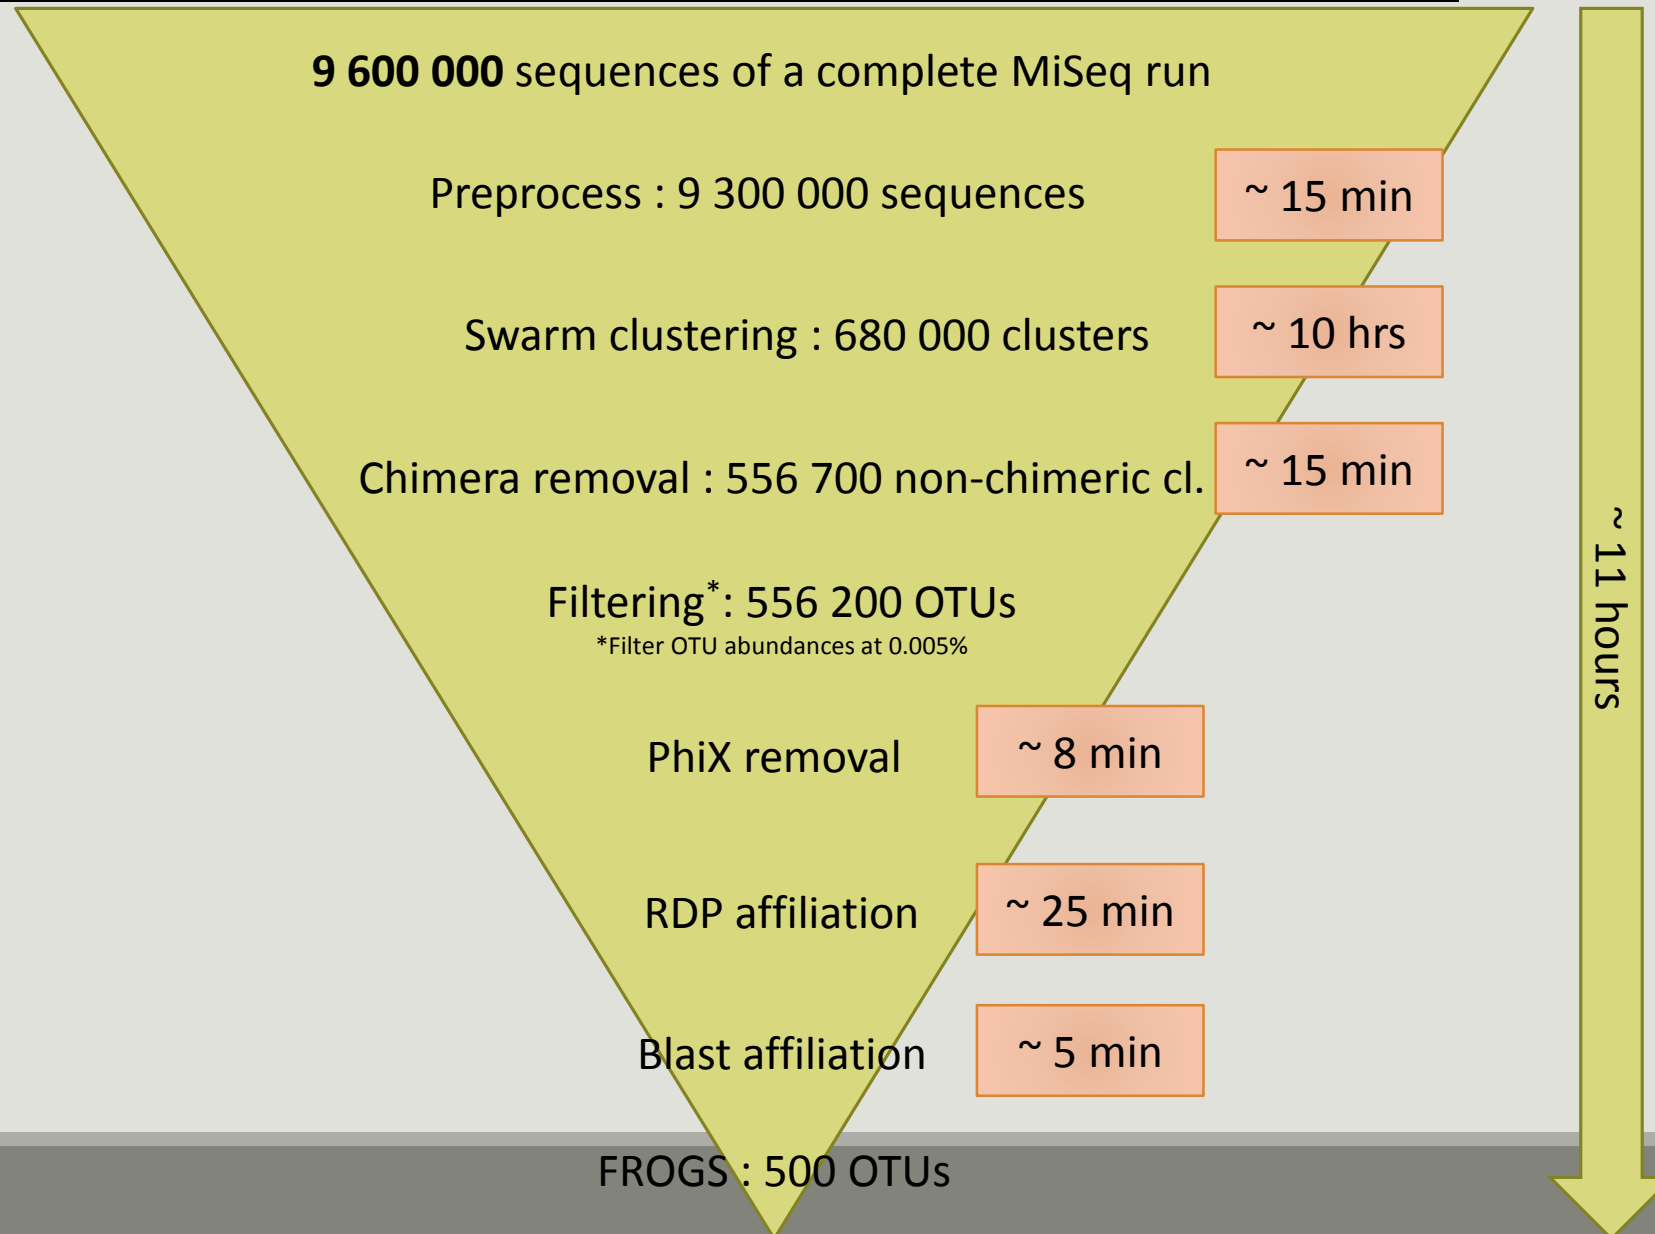 9 600 000 sequences of a complete MiSeq run
Preprocess : 9 300 000 sequences
~ 15 min
Swarm clustering : 680 000 clusters
~ 10 hrs
Chimera removal : 556 700 non-chimeric cl.
~ 15 min
Filtering*: 556 200 OTUs
*Filter OTU abundances at 0.005%
PhiX removal
~ 8 min
RDP affiliation
~ 25 min
Blast affiliation
~ 5 min
FROGS : 500 OTUs
~ 11 hours